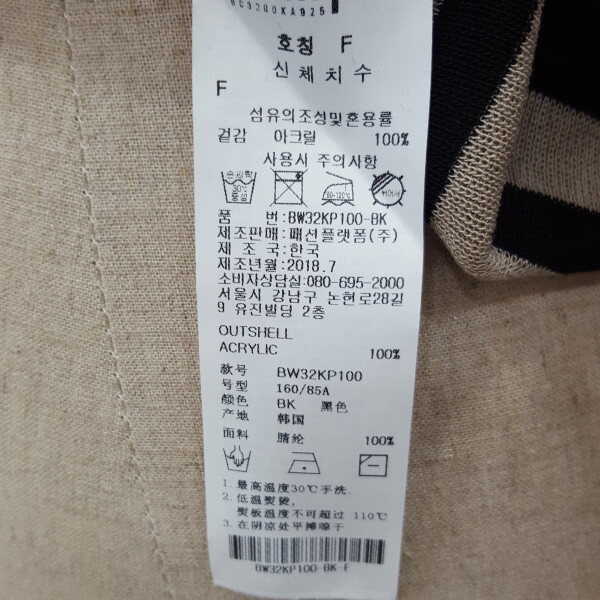 호칭 F
신체치수
F
섬유의조성및혼용률
겉감 아크릴 100%
사용시 주의사항
손세탁
30℃
80-120℃
품 번:BW32KP100-BK
제조판매:패션플랫폼(주)
제 조 국:한국
제조년월:2018.7
소비자상담실:080-695-2000
서울시 강남구 논현로28길
9 유진빌딩 2층
OUTSHELL
ACRYLIC 100%
款号 BW32KP100
号型 160/85A
颜色 BK 黑色
产地 韩国
面料 腈纶 100%
1.最高温度30℃手洗.
2.低温熨烫,
熨板温度不可超过 110℃
3.在阴凉处平摊晾干
BW32KP100-BK-F